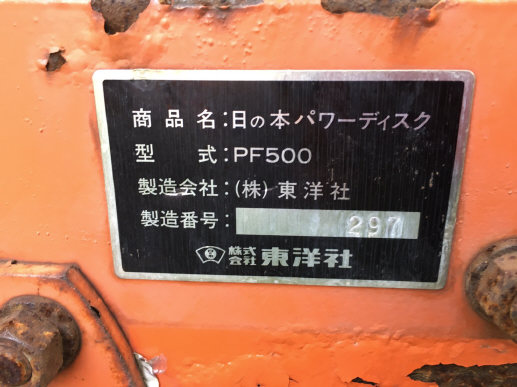 商品名：日の本パワーディスク
型式：PF500
製造会社：(株)東洋社
製造番号：297
株式会社 東洋社